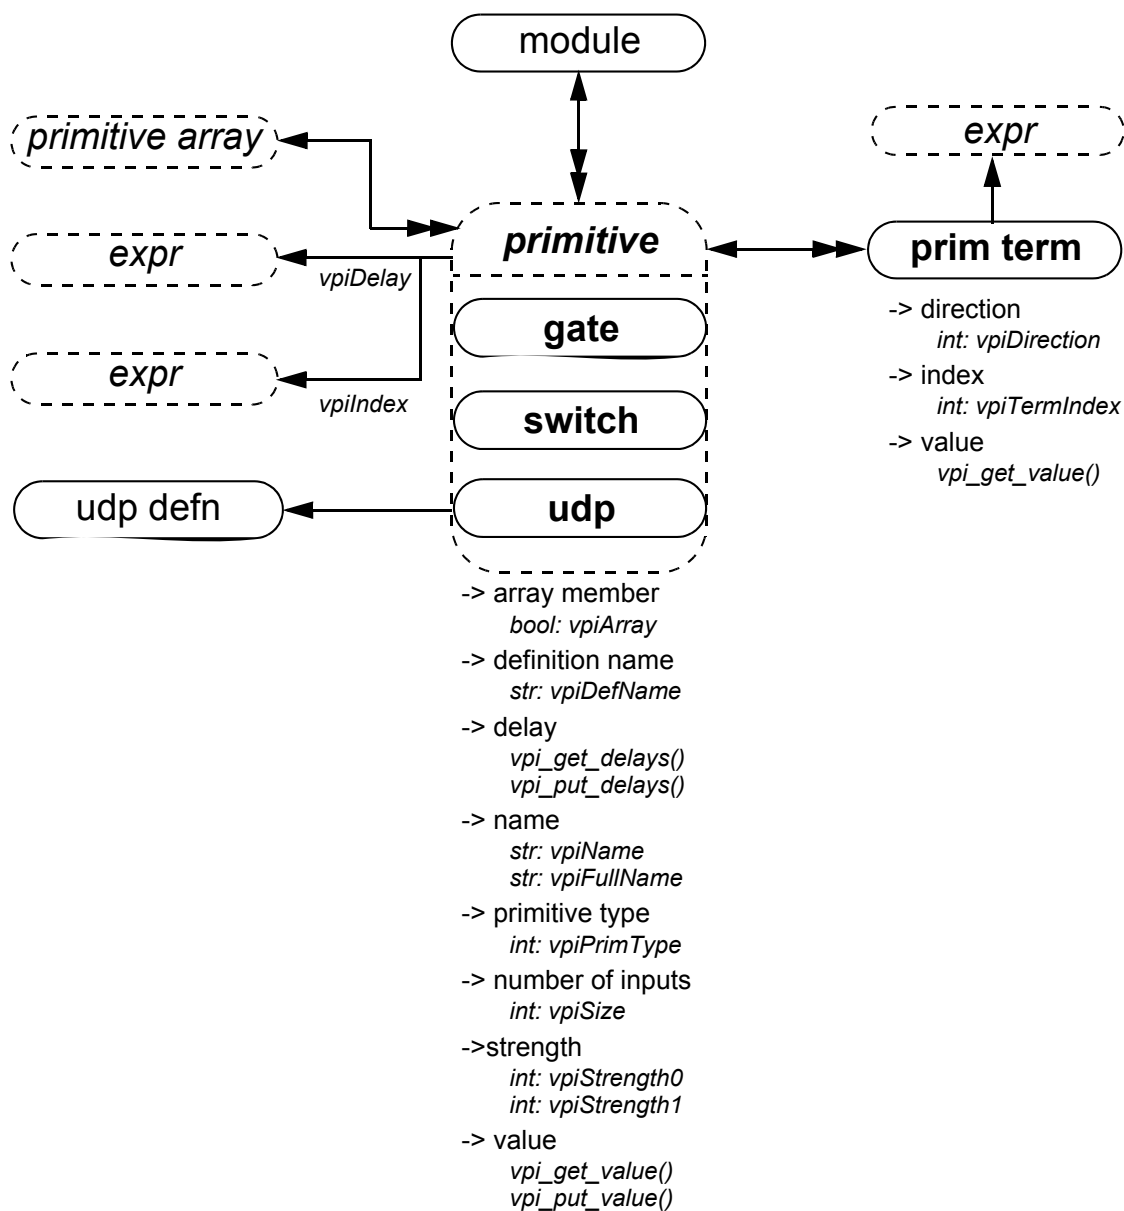 module
primitive array
expr
primitive
expr
prim term
vpiDelay
gate
-> direction
int: vpiDirection
expr
-> index
vpiIndex
int: vpiTermIndex
switch
-> value
vpi_get_value()
udp defn
udp
-> array member
bool: vpiArray
-> definition name
str: vpiDefName
-> delay
vpi_get_delays()
vpi_put_delays()
-> name
str: vpiName
str: vpiFullName
-> primitive type
int: vpiPrimType
-> number of inputs
int: vpiSize
->strength
int: vpiStrength0
int: vpiStrength1
-> value
vpi_get_value()
vpi_put_value()